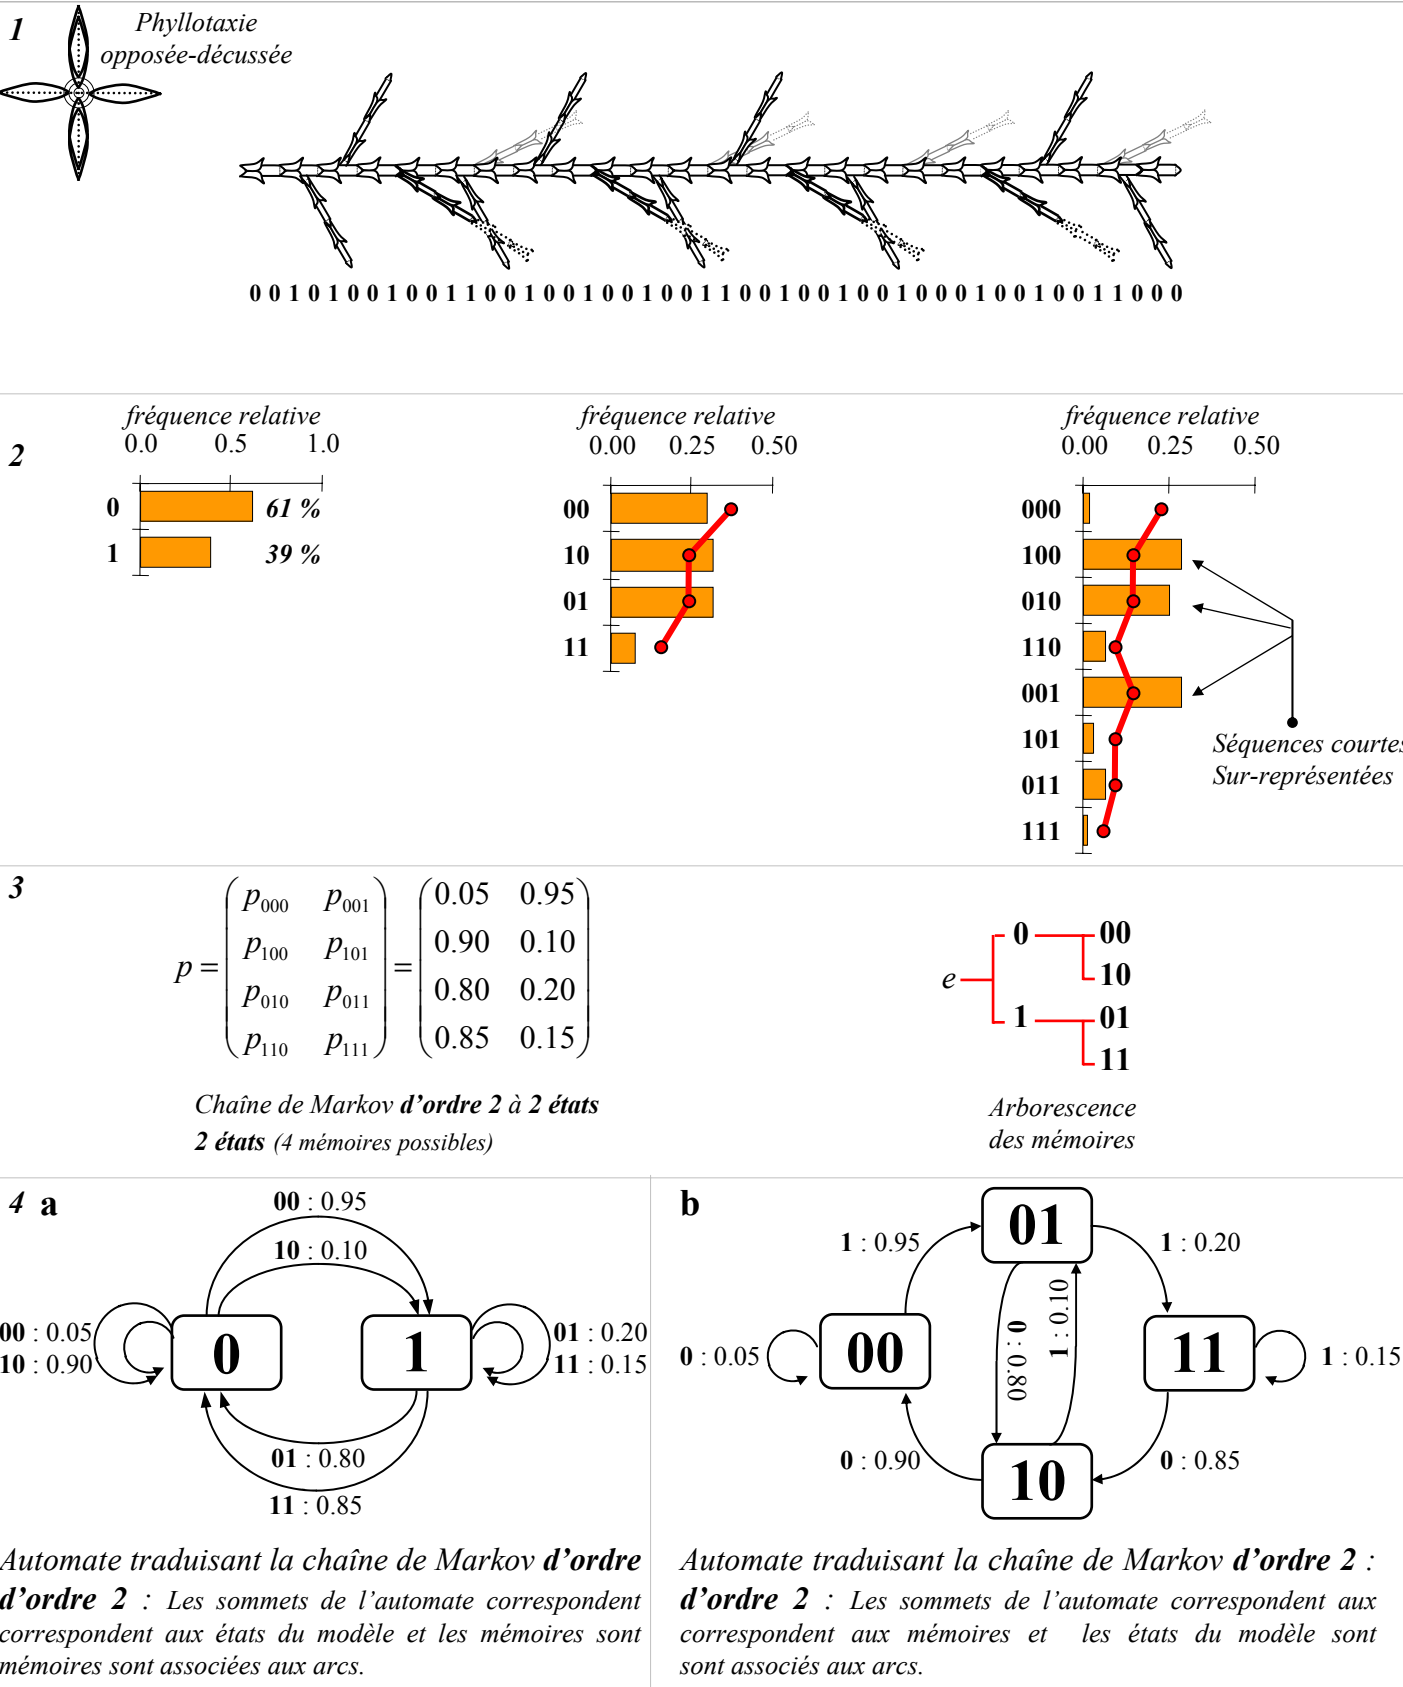 1
Phyllotaxie
opposée-décussée
0 0 1 0 1 0 0 1 0 0 1 1 0 0 1 0 0 1 0 0 1 0 0 1 1 0 0 1 0 0 1 0 0 1 0 0 0 1 0 0 1 0 0 1 1 0 0 0
2
fréquence relative
0.0 0.5 1.0
0 61 %
1 39 %
fréquence relative
0.00 0.25 0.50
00
10
01
11
fréquence relative
0.00 0.25 0.50
000
100
010
110
001
101
011
111
Séquences courtes
Sur-représentées
3
p = ( p000 p001 ) = ( 0.05 0.95 )
p100 p101 0.90 0.10
p010 p011 0.80 0.20
p110 p111 0.85 0.15
Chaîne de Markov d'ordre 2 à 2 états
2 états (4 mémoires possibles)
e
0 00
10
1 01
11
Arborescence
des mémoires
4 a
00 : 0.95
10 : 0.10
00 : 0.05
10 : 0.90
0
1
01 : 0.20
11 : 0.15
01 : 0.80
11 : 0.85
Automate traduisant la chaîne de Markov d'ordre
d'ordre 2 : Les sommets de l'automate correspondent
correspondent aux états du modèle et les mémoires sont
mémoires sont associées aux arcs.
b
01
1 : 0.95
1 : 0.20
0 : 0.80
1 : 0.10
0 : 0.05
00
11
1 : 0.15
0 : 0.90
0 : 0.85
10
Automate traduisant la chaîne de Markov d'ordre 2 :
d'ordre 2 : Les sommets de l'automate correspondent aux
correspondent aux mémoires et les états du modèle sont
sont associés aux arcs.